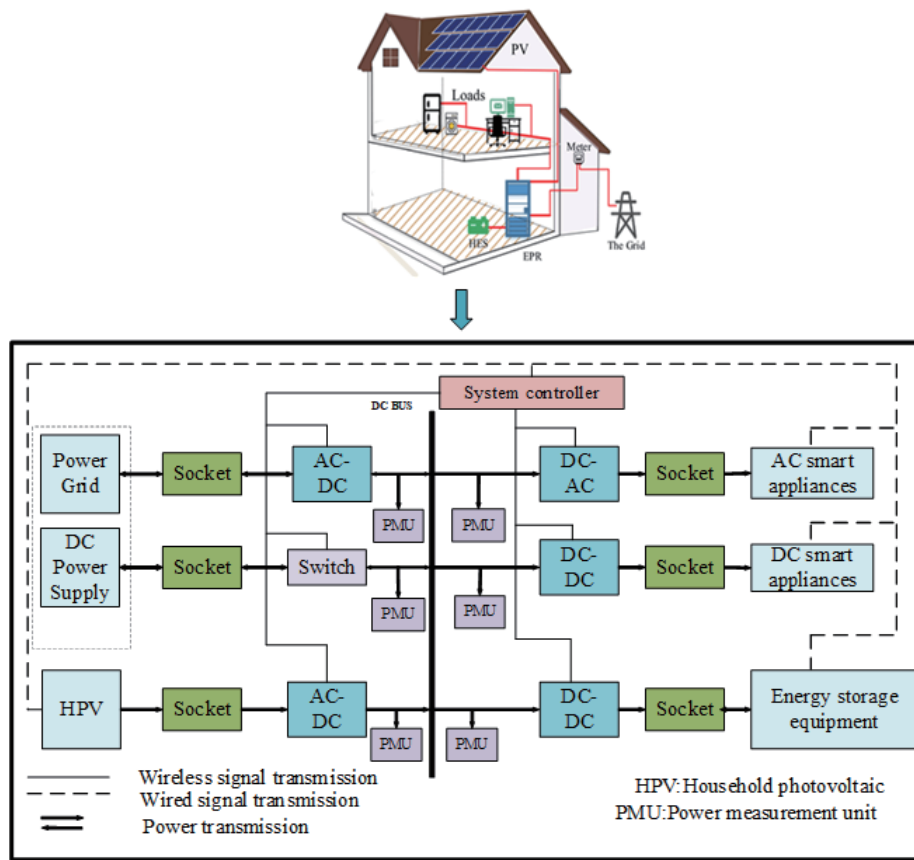 PV
Loads
Meter
HES
EPR
The Grid
System controller
DC BUS
Power
Grid
Socket
AC-
DC
DC-
AC
Socket
AC smart
appliances
PMU
PMU
DC
Power
Supply
Socket
Switch
DC-
DC
Socket
DC smart
appliances
PMU
PMU
HPV
Socket
AC-
DC
DC-
DC
Socket
Energy storage
equipment
PMU
PMU
Wireless signal transmission
Wired signal transmission
Power transmission
HPV:Household photovoltaic
PMU:Power measurement unit